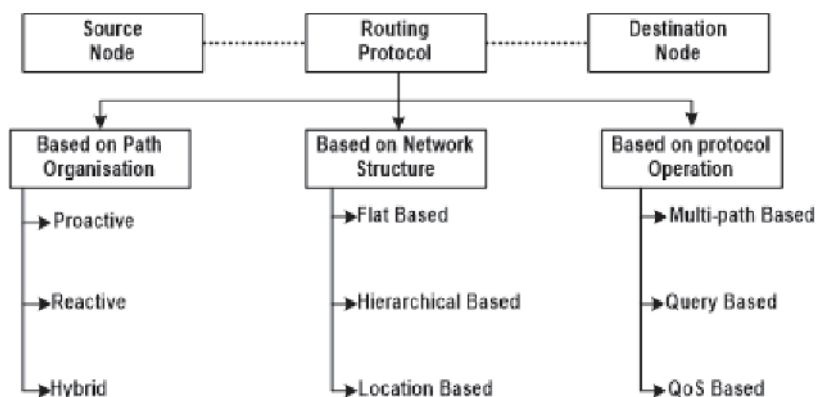 Source
Node
Routing
Protocol
Destination
Node
Based on Path
Organisation
Based on Network
Structure
Based on protocol
Operation
Proactive
Reactive
Hybrid
Flat Based
Hierarchical Based
Location Based
Multi-path Based
Query Based
QoS Based